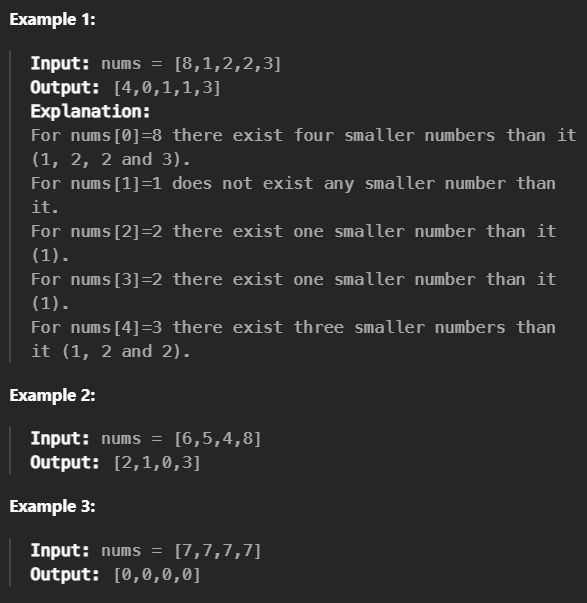 Example 1:
Input: nums = [8,1,2,2,3]
Output: [4,0,1,1,3]
Explanation:
For nums[0]=8 there exist four smaller numbers than it
(1, 2, 2 and 3).
For nums[1]=1 does not exist any smaller number than
it.
For nums[2]=2 there exist one smaller number than it
(1).
For nums[3]=2 there exist one smaller number than it
(1).
For nums[4]=3 there exist three smaller numbers than
it (1, 2 and 2).
Example 2:
Input: nums = [6,5,4,8]
Output: [2,1,0,3]
Example 3:
Input: nums = [7,7,7,7]
Output: [0,0,0,0]